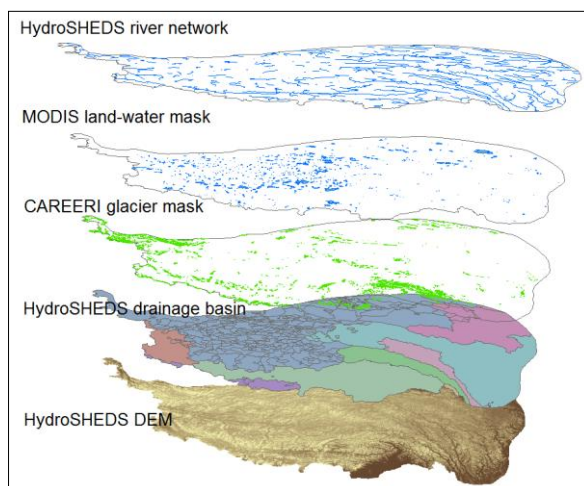 HydroSHEDS river network
MODIS land-water mask
CAREERI glacier mask
HydroSHEDS drainage basin
HydroSHEDS DEM